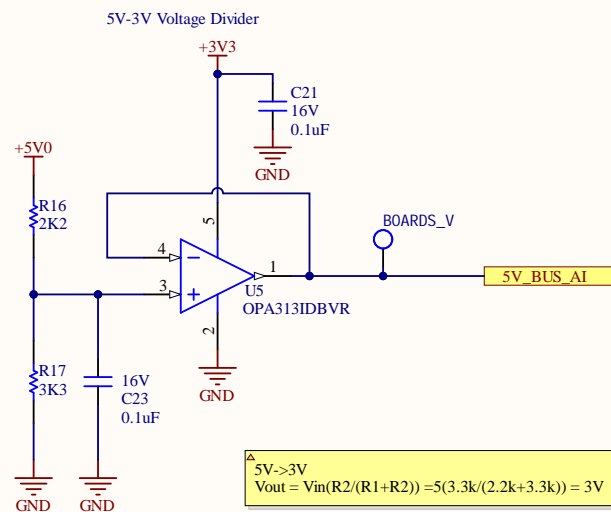 5V-3V Voltage Divider
+3V3
C21
16V
0.1uF
GND
+5V0
R16
2K2
BOARDS_V
5
4
1
5V_BUS_AI
3
U5
OPA313IDBVR
2
R17
3K3
16V
C23
0.1uF
GND
GND
GND
5V->3V
Vout = Vin(R2/(R1+R2)) =5(3.3k/(2.2k+3.3k)) = 3V